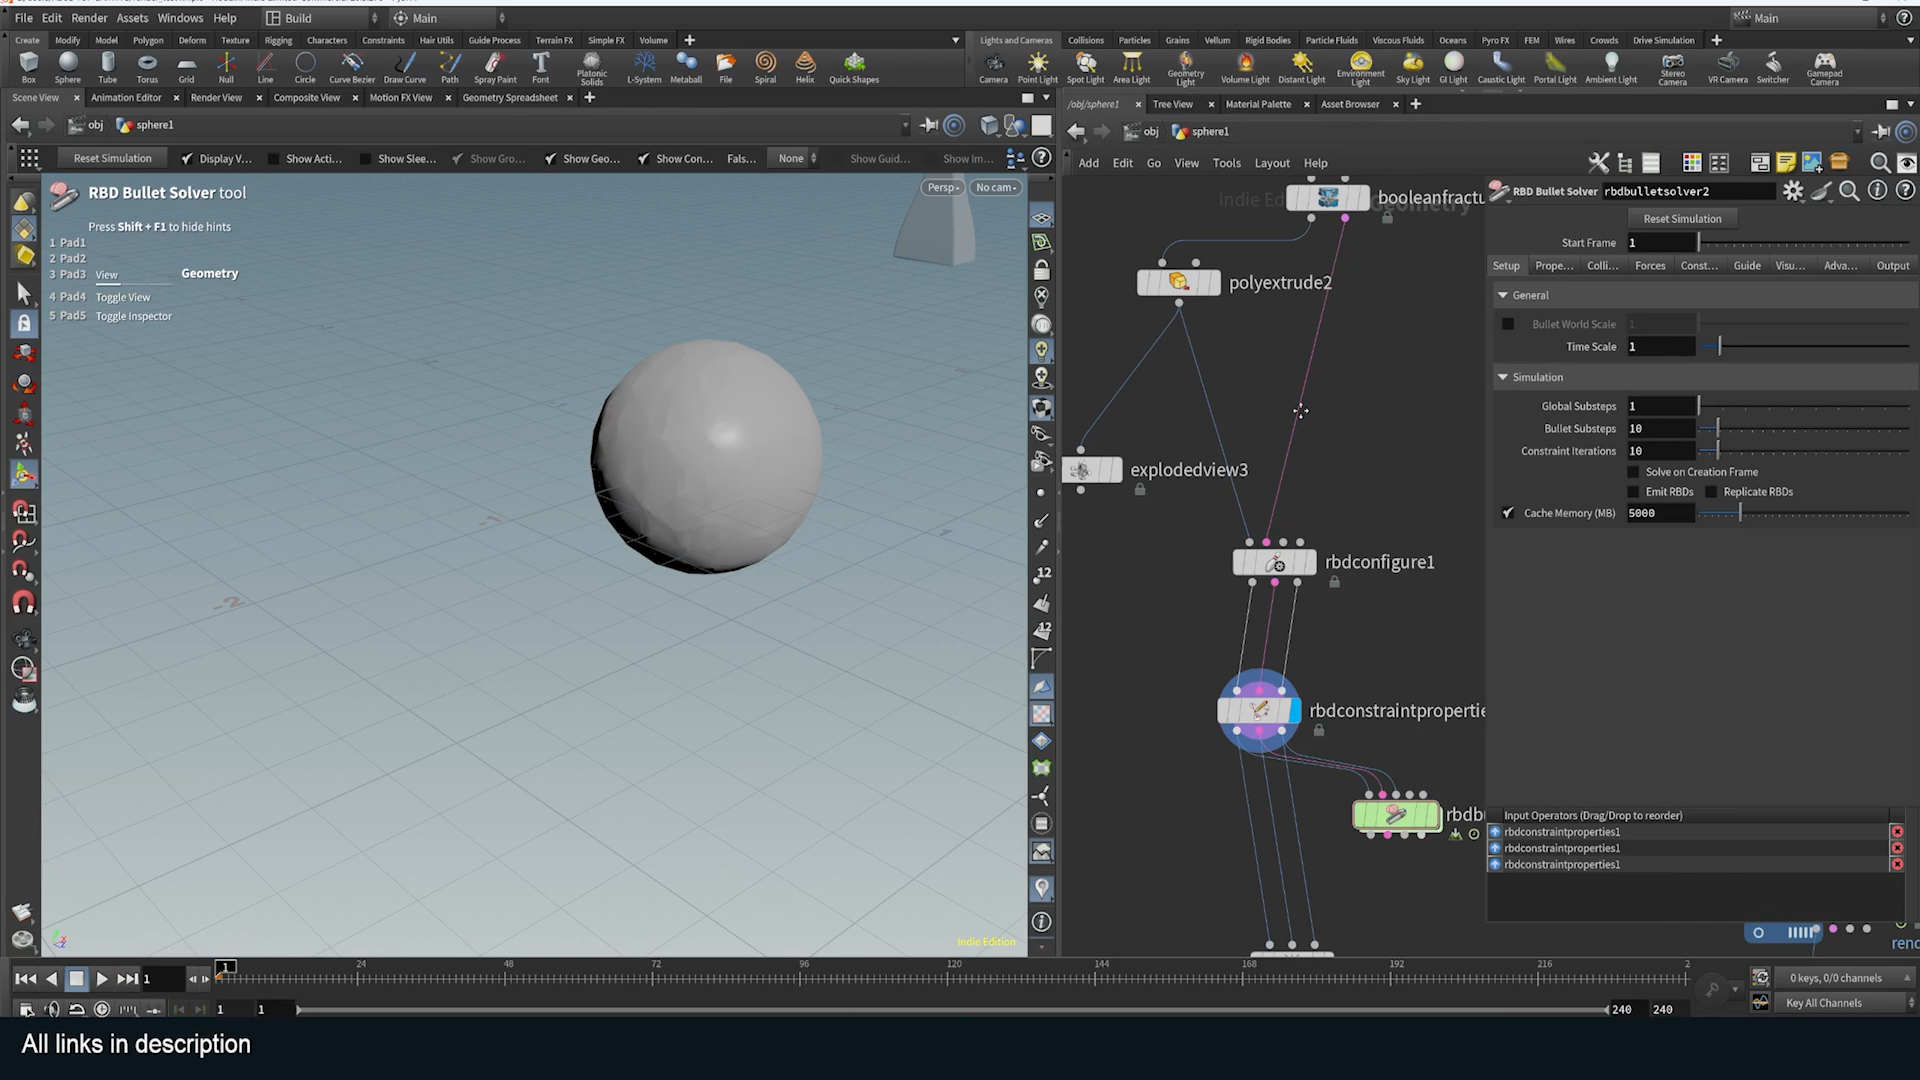 File Edit Render Assets Windows Help Build Main Main
Create Modify Model Polygon Deform Texture Rigging Characters Constraints Hair Utils Guide Process Terrain FX Simple FX Volume
Lights and Cameras Collisions Particles Grains Vellum Rigid Bodies Particle Fluids Viscous Fluids Oceans Pyro FX FEM Wires Crowds Drive Simulation
Box Sphere Tube Torus Grid Null Line Circle Curve Bezier Draw Curve Path Spray Paint Font Platonic Solids L-System Metaball File Spiral Helix Quick Shapes
Camera Point Light Spot Light Area Light Geometry Light Volume Light Distant Light Environment Light Sky Light GI Light Caustic Light Portal Light Ambient Light Stereo Camera VR Camera Switcher Gamepad Camera
Scene View Animation Editor Render View Composite View Motion FX View Geometry Spreadsheet
/obj/sphere1 Tree View Material Palette Asset Browser
obj sphere1
obj sphere1
Reset Simulation Display V... Show Acti... Show Slee... Show Gro... Show Geo... Show Con... Fals... None Show Guid... Show Im...
Add Edit Go View Tools Layout Help
RBD Bullet Solver tool
Press Shift + F1 to hide hints
1 Pad1
2 Pad2
3 Pad3 View Geometry
4 Pad4 Toggle View
5 Pad5 Toggle Inspector
Persp No cam
-2
12
12
Indie Edition
Indie Ed
booleanfractu
polyextrude2
explodedview3
rbdconfigure1
rbdconstraintpropertie
rbdb
rend
RBD Bullet Solver rbdbulletsolver2
Reset Simulation
Start Frame 1
Setup Prope... Colli... Forces Const... Guide Visu... Adva... Output
General
Bullet World Scale 1
Time Scale 1
Simulation
Global Substeps 1
Bullet Substeps 10
Constraint Iterations 10
Solve on Creation Frame
Emit RBDs Replicate RBDs
Cache Memory (MB) 5000
Input Operators (Drag/Drop to reorder)
rbdconstraintproperties1
rbdconstraintproperties1
rbdconstraintproperties1
1 1 24 48 72 96 120 144 168 192 216 2
0 keys, 0/0 channels
1 1 240 240 Key All Channels
All links in description